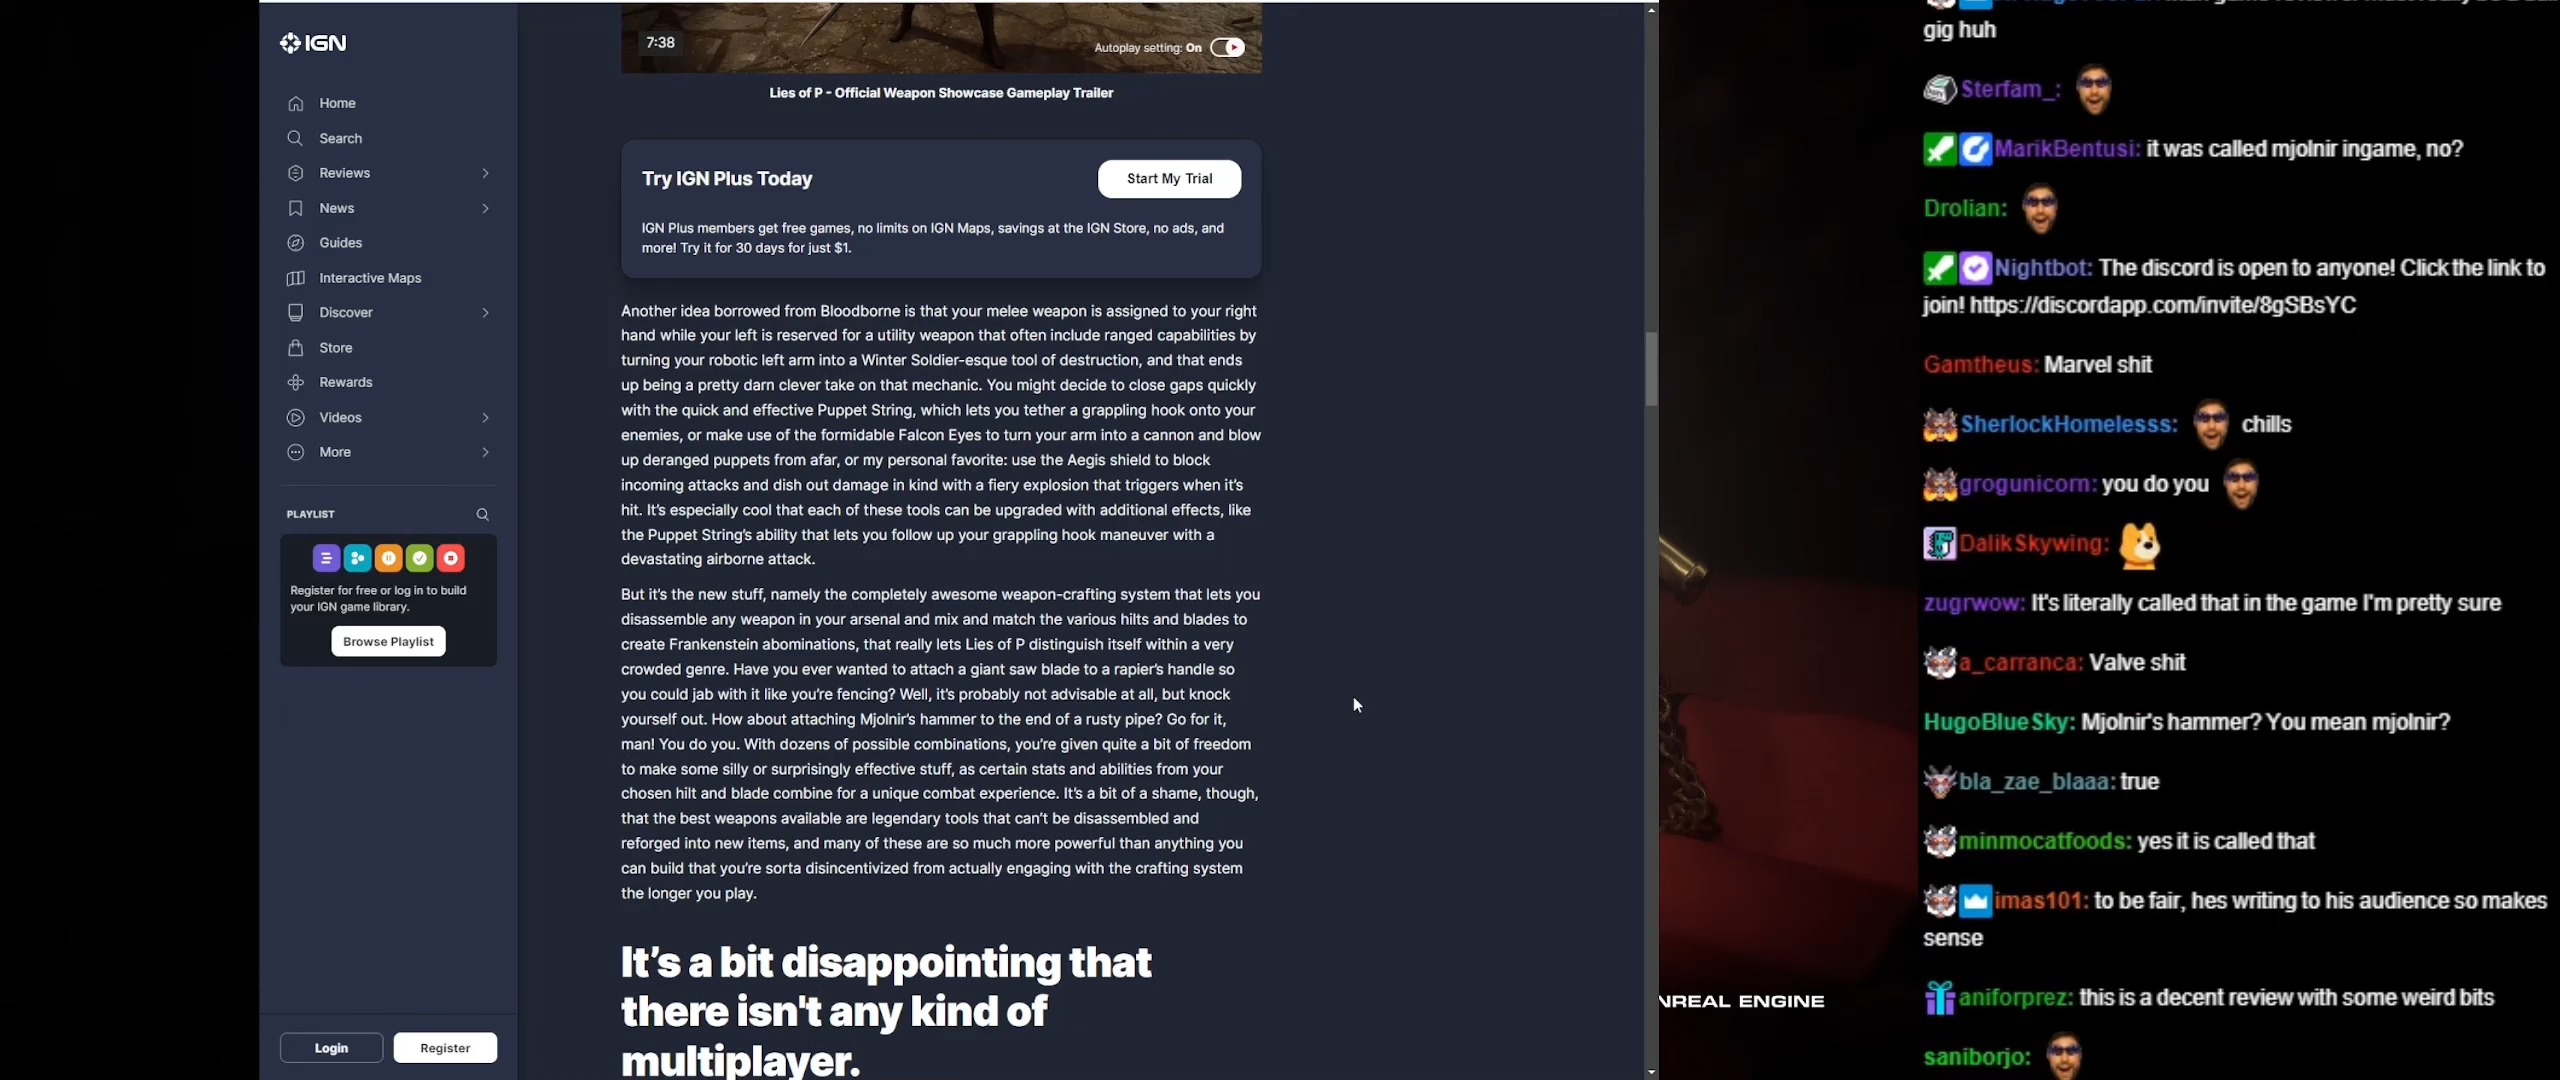 IGN
Home
Search
Reviews
News
Guides
Interactive Maps
Discover
Store
Rewards
Videos
More
PLAYLIST
Register for free or log in to build
your IGN game library.
Browse Playlist
Login
Register
7:38
Autoplay setting: On
Lies of P - Official Weapon Showcase Gameplay Trailer
Try IGN Plus Today
Start My Trial
IGN Plus members get free games, no limits on IGN Maps, savings at the IGN Store, no ads, and
more! Try it for 30 days for just $1.
Another idea borrowed from Bloodborne is that your melee weapon is assigned to your right
hand while your left is reserved for a utility weapon that often include ranged capabilities by
turning your robotic left arm into a Winter Soldier-esque tool of destruction, and that ends
up being a pretty darn clever take on that mechanic. You might decide to close gaps quickly
with the quick and effective Puppet String, which lets you tether a grappling hook onto your
enemies, or make use of the formidable Falcon Eyes to turn your arm into a cannon and blow
up deranged puppets from afar, or my personal favorite: use the Aegis shield to block
incoming attacks and dish out damage in kind with a fiery explosion that triggers when it's
hit. It's especially cool that each of these tools can be upgraded with additional effects, like
the Puppet String's ability that lets you follow up your grappling hook maneuver with a
devastating airborne attack.
But it's the new stuff, namely the completely awesome weapon-crafting system that lets you
disassemble any weapon in your arsenal and mix and match the various hilts and blades to
create Frankenstein abominations, that really lets Lies of P distinguish itself within a very
crowded genre. Have you ever wanted to attach a giant saw blade to a rapier's handle so
you could jab with it like you're fencing? Well, it's probably not advisable at all, but knock
yourself out. How about attaching Mjolnir's hammer to the end of a rusty pipe? Go for it,
man! You do you. With dozens of possible combinations, you're given quite a bit of freedom
to make some silly or surprisingly effective stuff, as certain stats and abilities from your
chosen hilt and blade combine for a unique combat experience. It's a bit of a shame, though,
that the best weapons available are legendary tools that can't be disassembled and
reforged into new items, and many of these are so much more powerful than anything you
can build that you're sorta disincentivized from actually engaging with the crafting system
the longer you play.
It's a bit disappointing that
there isn't any kind of
multiplayer.
NREAL ENGINE
gig huh
Sterfam_:
MarikBentusi: it was called mjolnir ingame, no?
Drolian:
Nightbot: The discord is open to anyone! Click the link to
join! https://discordapp.com/invite/8gSBsYC
Gamtheus: Marvel shit
SherlockHomelesss: chills
grogunicorn: you do you
DalikSkywing:
zugrwow: It's literally called that in the game I'm pretty sure
a_carranca: Valve shit
HugoBlueSky: Mjolnir's hammer? You mean mjolnir?
bla_zae_blaaa: true
minmocatfoods: yes it is called that
imas101: to be fair, hes writing to his audience so makes
sense
aniforprez: this is a decent review with some weird bits
saniborjo: